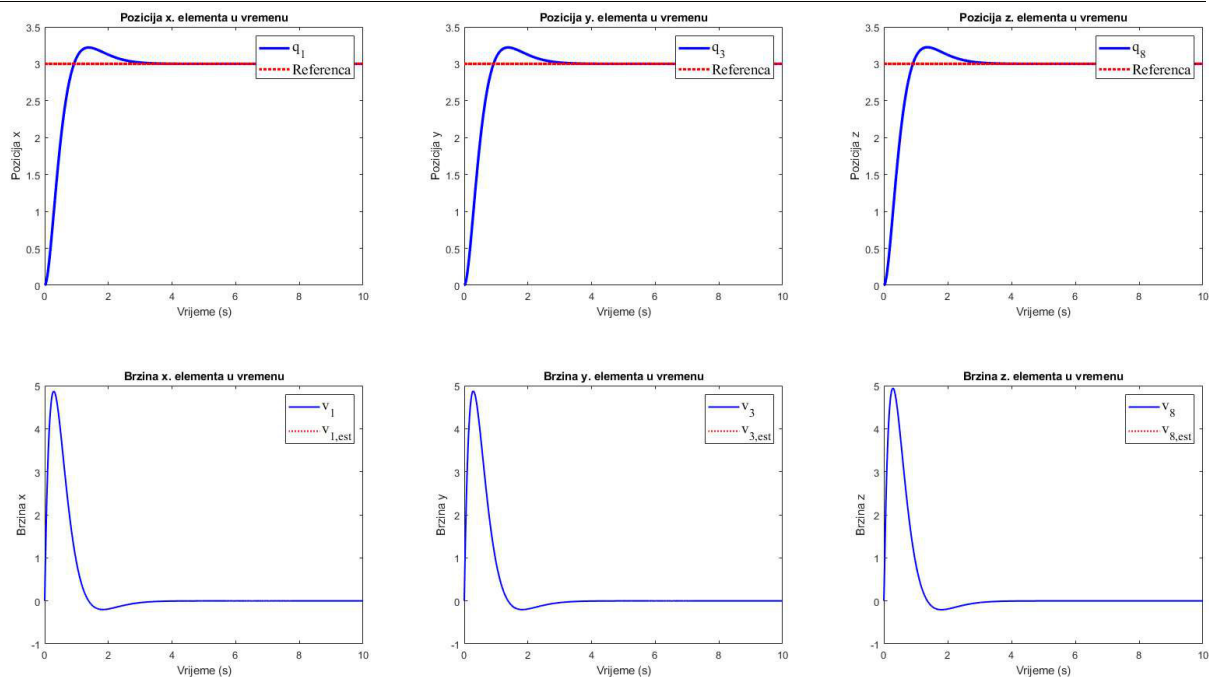 Pozicija x. elementa u vremenu
3.5
3
2.5
2
1.5
1
0.5
0
0 2 4 6 8 10
Pozicija x
Vrijeme (s)
q1
Referenca
Pozicija y. elementa u vremenu
3.5
3
2.5
2
1.5
1
0.5
0
0 2 4 6 8 10
Pozicija y
Vrijeme (s)
q3
Referenca
Pozicija z. elementa u vremenu
3.5
3
2.5
2
1.5
1
0.5
0
0 2 4 6 8 10
Pozicija z
Vrijeme (s)
q8
Referenca
Brzina x. elementa u vremenu
5
4
3
2
1
0
-1
0 2 4 6 8 10
Brzina x
Vrijeme (s)
v1
v1,est
Brzina y. elementa u vremenu
5
4
3
2
1
0
-1
0 2 4 6 8 10
Brzina y
Vrijeme (s)
v3
v3,est
Brzina z. elementa u vremenu
5
4
3
2
1
0
-1
0 2 4 6 8 10
Brzina z
Vrijeme (s)
v8
v8,est